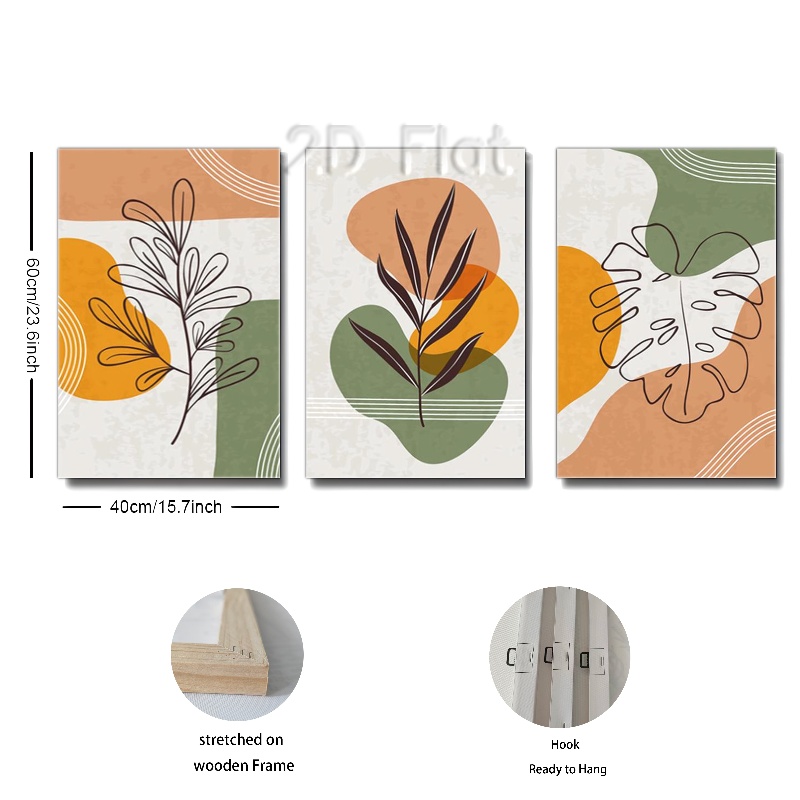 2D Flat
60cm/23.6inch
40cm/15.7inch
stretched on
wooden Frame
Hook
Ready to Hang